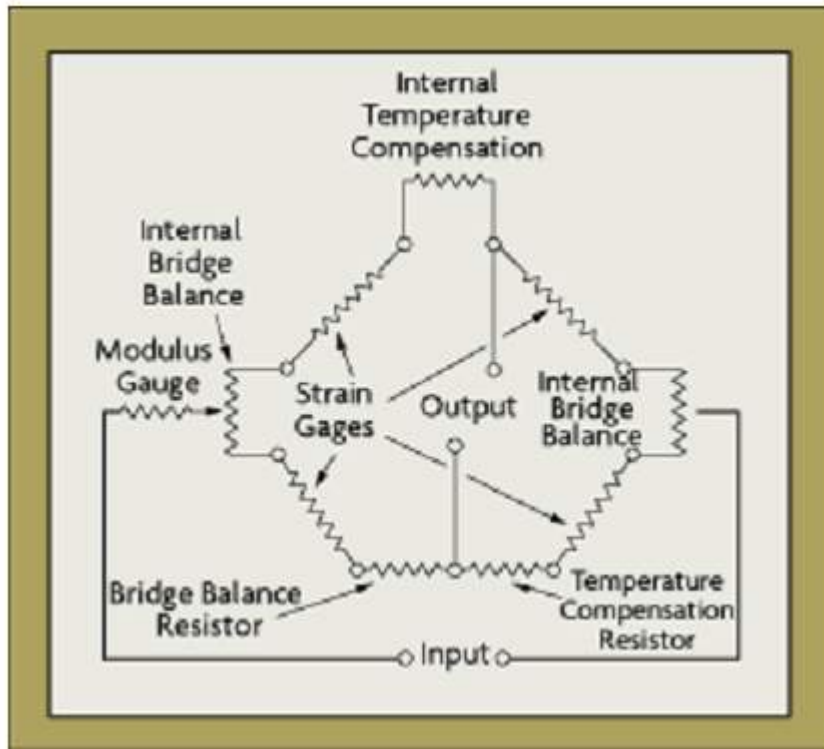 Internal
Temperature
Compensation
Internal
Bridge
Balance
Modulus
Gauge
Strain
Gages
Output
Internal
Bridge
Balance
Bridge Balance
Resistor
Temperature
Compensation
Resistor
Input